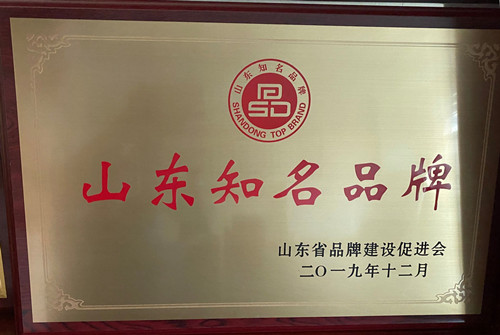 山东知名品牌
PSD
SHANDONG TOP BRAND
山东知名品牌
山东省品牌建设促进会
二〇一九年十二月